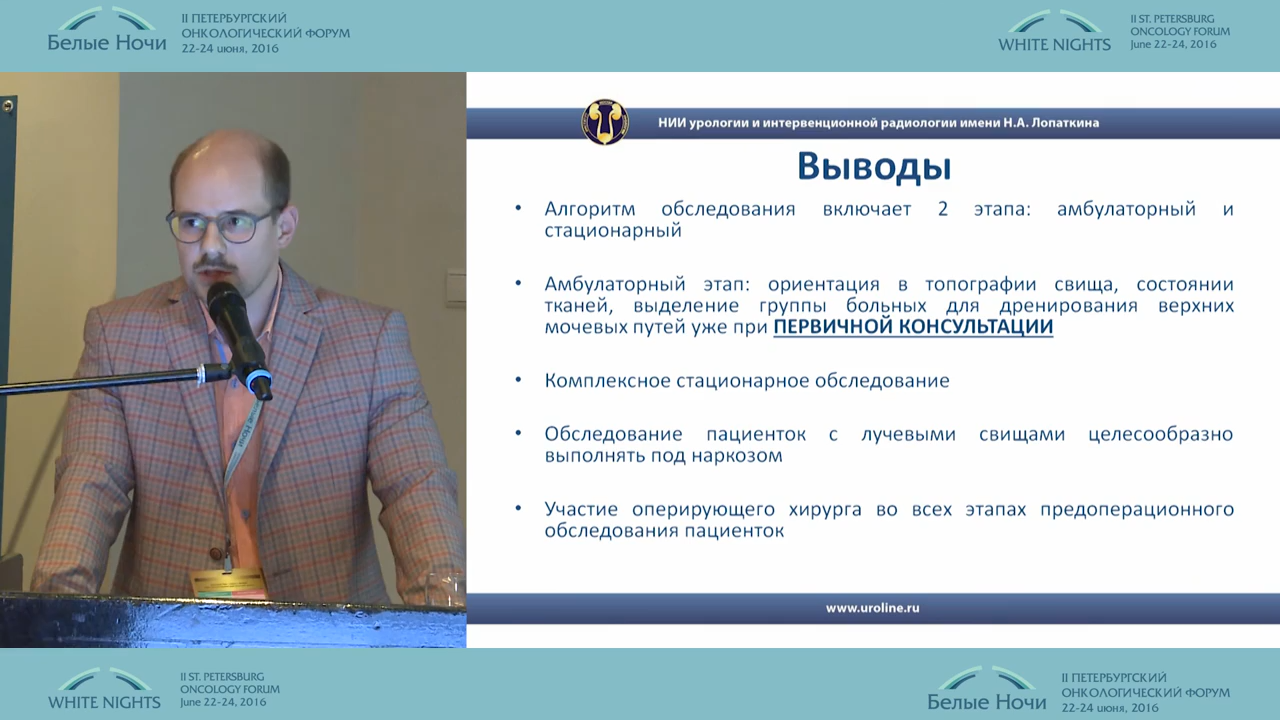 Белые Ночи
II ПЕТЕРБУРГСКИЙ
ОНКОЛОГИЧЕСКИЙ ФОРУМ
22-24 июня, 2016
WHITE NIGHTS
II ST. PETERSBURG
ONCOLOGY FORUM
June 22-24, 2016
НИИ урологии и интервенционной радиологии имени Н.А. Лопаткина
Выводы
• Алгоритм обследования включает 2 этапа: амбулаторный и
стационарный
• Амбулаторный этап: ориентация в топографии свища, состоянии
тканей, выделение группы больных для дренирования верхних
мочевых путей уже при ПЕРВИЧНОЙ КОНСУЛЬТАЦИИ
• Комплексное стационарное обследование
• Обследование пациенток с лучевыми свищами целесообразно
выполнять под наркозом
• Участие оперирующего хирурга во всех этапах предоперационного
обследования пациенток
www.uroline.ru
WHITE NIGHTS
II ST. PETERSBURG
ONCOLOGY FORUM
June 22-24, 2016
Белые Ночи
II ПЕТЕРБУРГСКИЙ
ОНКОЛОГИЧЕСКИЙ ФОРУМ
22-24 июня, 2016